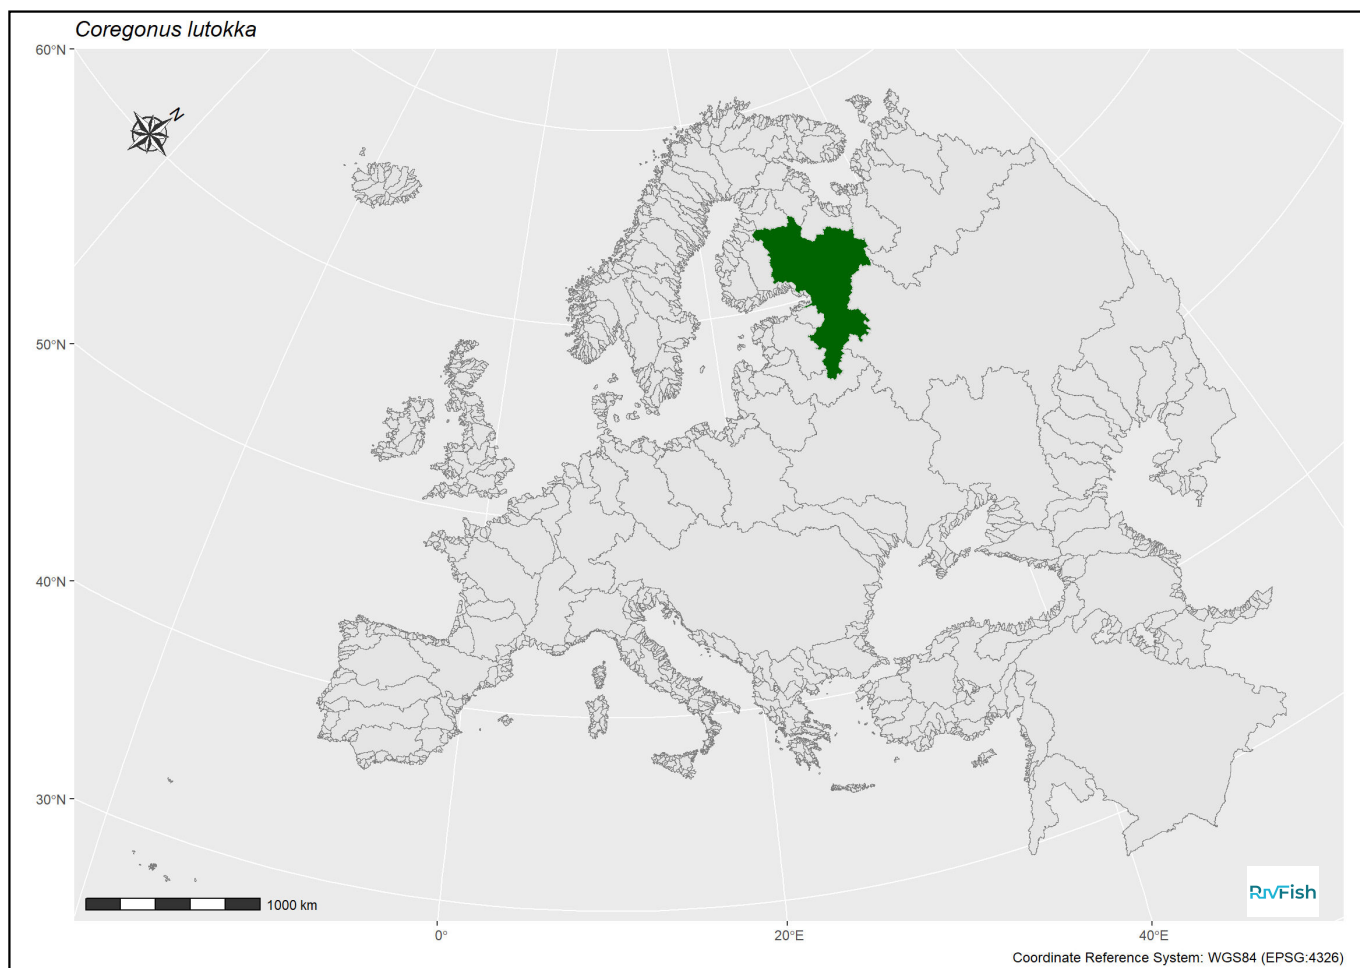 Coregonus lutokka
60°N
N
50°N
40°N
30°N
1000 km
RivFish
0°
20°E
40°E
Coordinate Reference System: WGS84 (EPSG:4326)